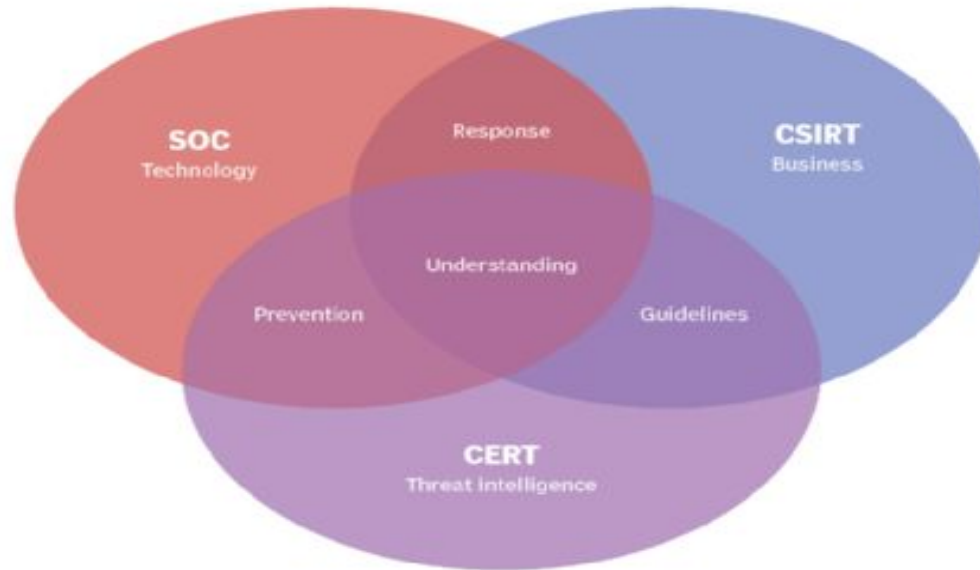 SOC
Technology
Response
CSIRT
Business
Understanding
Prevention
Guidelines
CERT
Threat intelligence